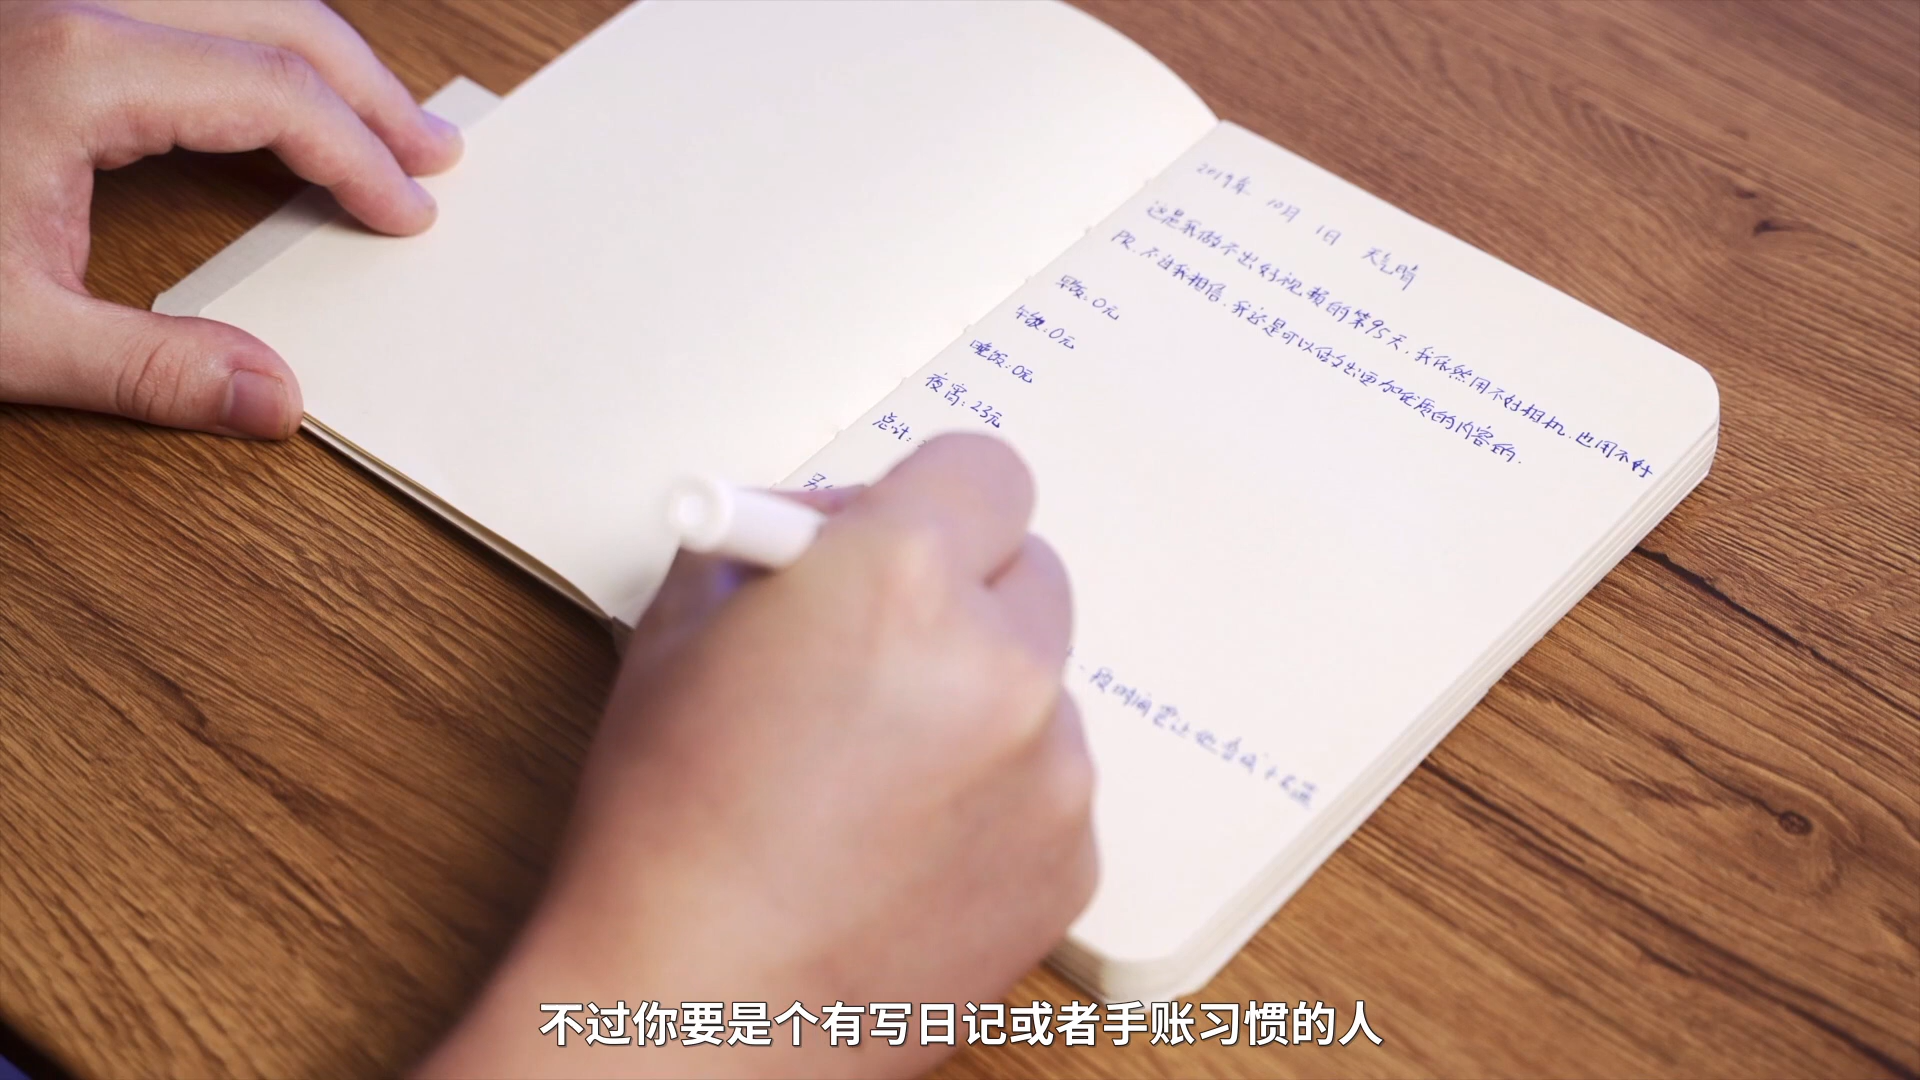 2019年 10月 1日 天气晴
这是我做不出好视频的第95天,我依然用不好相机,也用不好
PR,不过我相信,我还是可以做出更加优质的内容的.
早饭:0元
午饭:0元
晚饭:0元
夜宵:23元
总计:
不过你要是个有写日记或者手账习惯的人